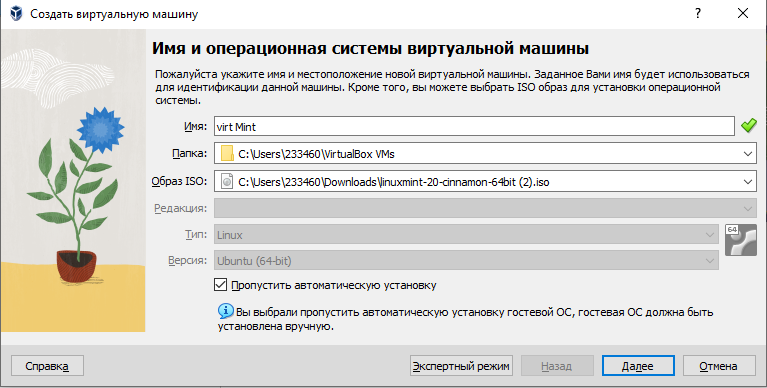 Создать виртуальную машину
?
Имя и операционная системы виртуальной машины
Пожалуйста укажите имя и местоположение новой виртуальной машины. Заданное Вами имя будет использоваться
для идентификации данной машины. Кроме того, вы можете выбрать ISO образ для установки операционной
системы.
Имя: virt Mint
Папка: C:\Users\233460\VirtualBox VMs
Образ ISO: C:\Users\233460\Downloads\linuxmint-20-cinnamon-64bit (2).iso
Редакция:
Тип: Linux 64
Версия: Ubuntu (64-bit)
Пропустить автоматическую установку
Вы выбрали пропустить автоматическую установку гостевой ОС, гостевая ОС должна быть
установлена вручную.
Справка Экспертный режим Назад Далее Отмена